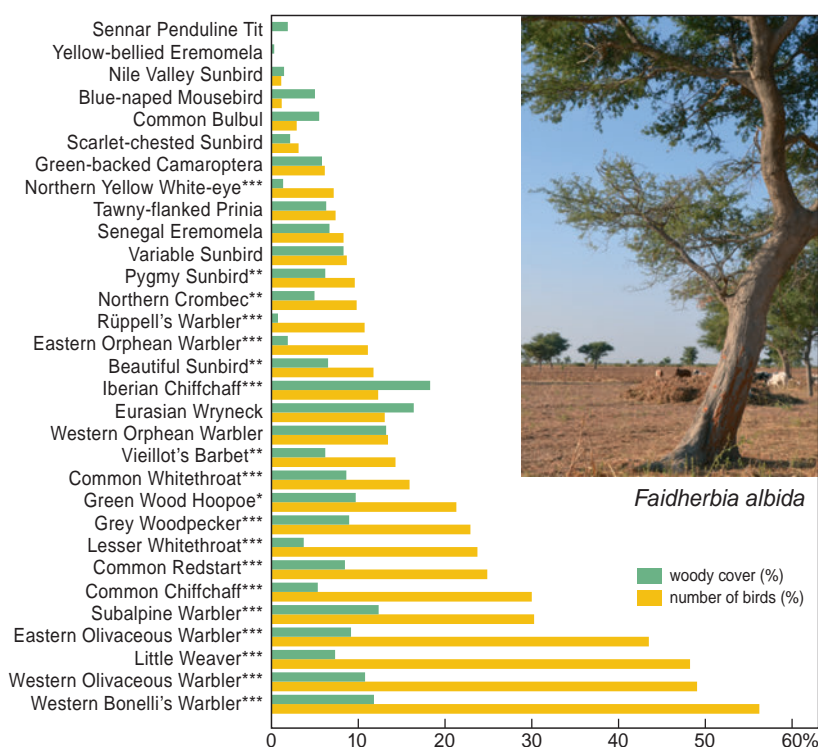 Sennar Penduline Tit
Yellow-bellied Eremomela
Nile Valley Sunbird
Blue-naped Mousebird
Common Bulbul
Scarlet-chested Sunbird
Green-backed Camaroptera
Northern Yellow White-eye***
Tawny-flanked Prinia
Senegal Eremomela
Variable Sunbird
Pygmy Sunbird**
Northern Crombec**
Rüppell's Warbler***
Eastern Orphean Warbler***
Beautiful Sunbird**
Iberian Chiffchaff***
Eurasian Wryneck
Western Orphean Warbler
Vieillot's Barbet**
Common Whitethroat***
Green Wood Hoopoe*
Grey Woodpecker***
Lesser Whitethroat***
Common Redstart***
Common Chiffchaff***
Subalpine Warbler***
Eastern Olivaceous Warbler***
Little Weaver***
Western Olivaceous Warbler***
Western Bonelli's Warbler***
Faidherbia albida
woody cover (%)
number of birds (%)
0 10 20 30 40 50 60%